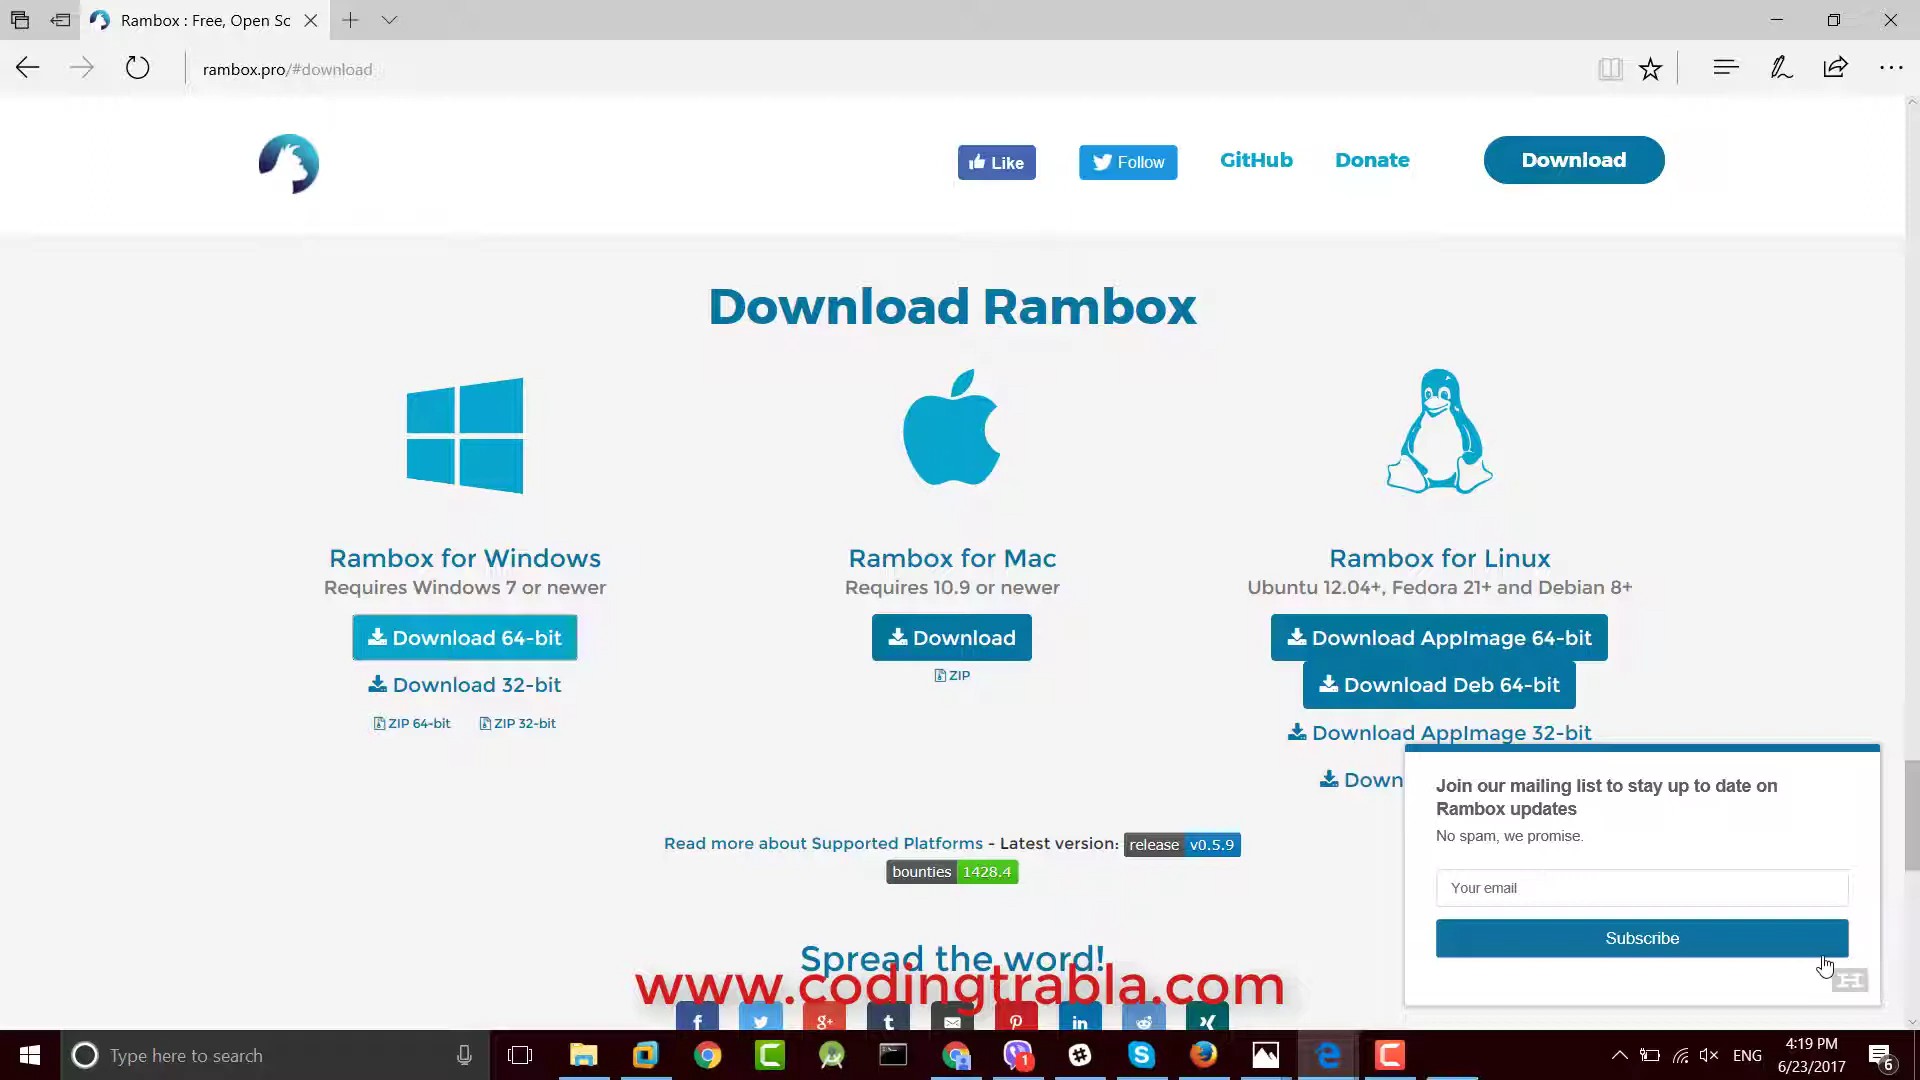 Rambox : Free, Open Sc
rambox.pro/#download
Like
Follow
GitHub
Donate
Download
Download Rambox
Rambox for Windows
Requires Windows 7 or newer
Download 64-bit
Download 32-bit
ZIP 64-bit
ZIP 32-bit
Rambox for Mac
Requires 10.9 or newer
Download
ZIP
Rambox for Linux
Ubuntu 12.04+, Fedora 21+ and Debian 8+
Download AppImage 64-bit
Download Deb 64-bit
Download AppImage 32-bit
Down
Join our mailing list to stay up to date on
Rambox updates
No spam, we promise.
Your email
Subscribe
Read more about Supported Platforms - Latest version: release v0.5.9
bounties 1428.4
Spread the word!
www.codingtrabla.com
Type here to search
1
ENG
4:19 PM
6/23/2017
6